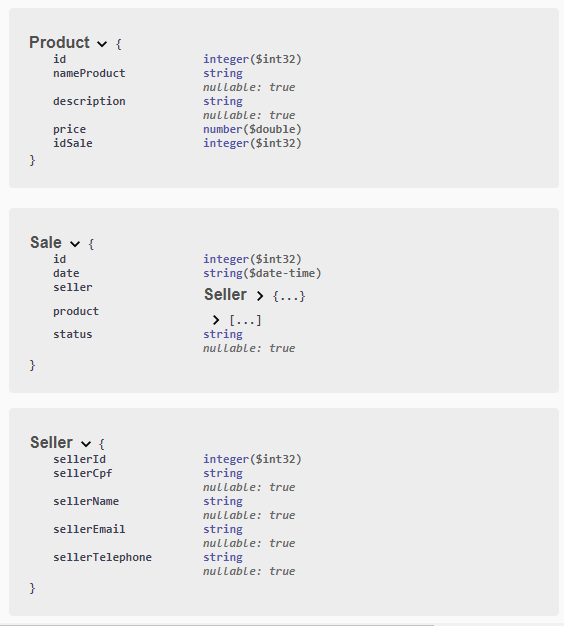 Product {
id integer($int32)
nameProduct string
nullable: true
description string
nullable: true
price number($double)
idSale integer($int32)
}
Sale {
id integer($int32)
date string($date-time)
seller Seller {...}
product [...]
status string
nullable: true
}
Seller {
sellerId integer($int32)
sellerCpf string
nullable: true
sellerName string
nullable: true
sellerEmail string
nullable: true
sellerTelephone string
nullable: true
}